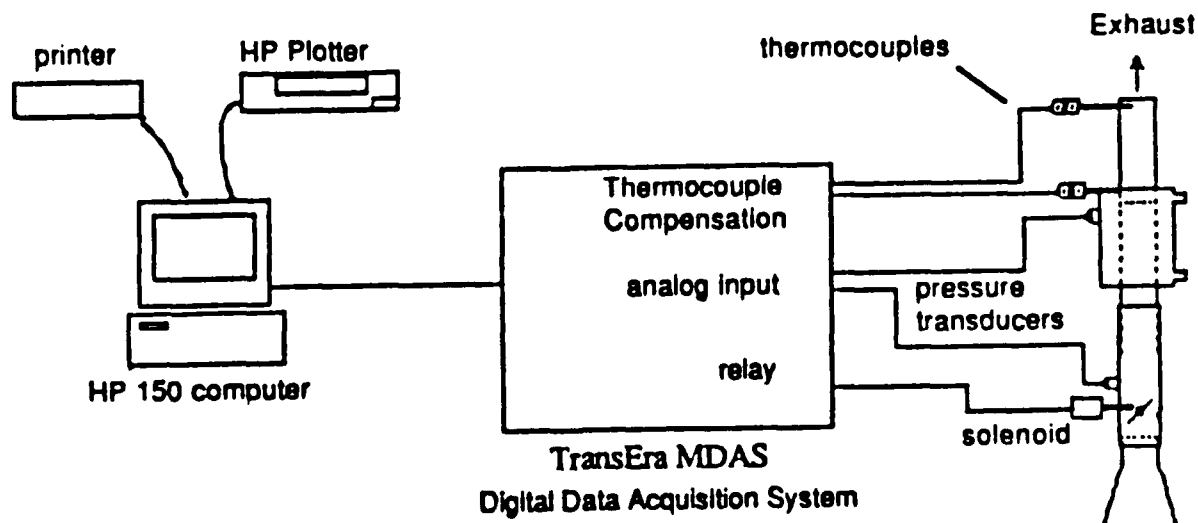 Exhaust
printer
HP Plotter
thermocouples
Thermocouple
Compensation
analog input
pressure
transducers
relay
HP 150 computer
solenoid
TransEra MDAS
Digital Data Acquisition System